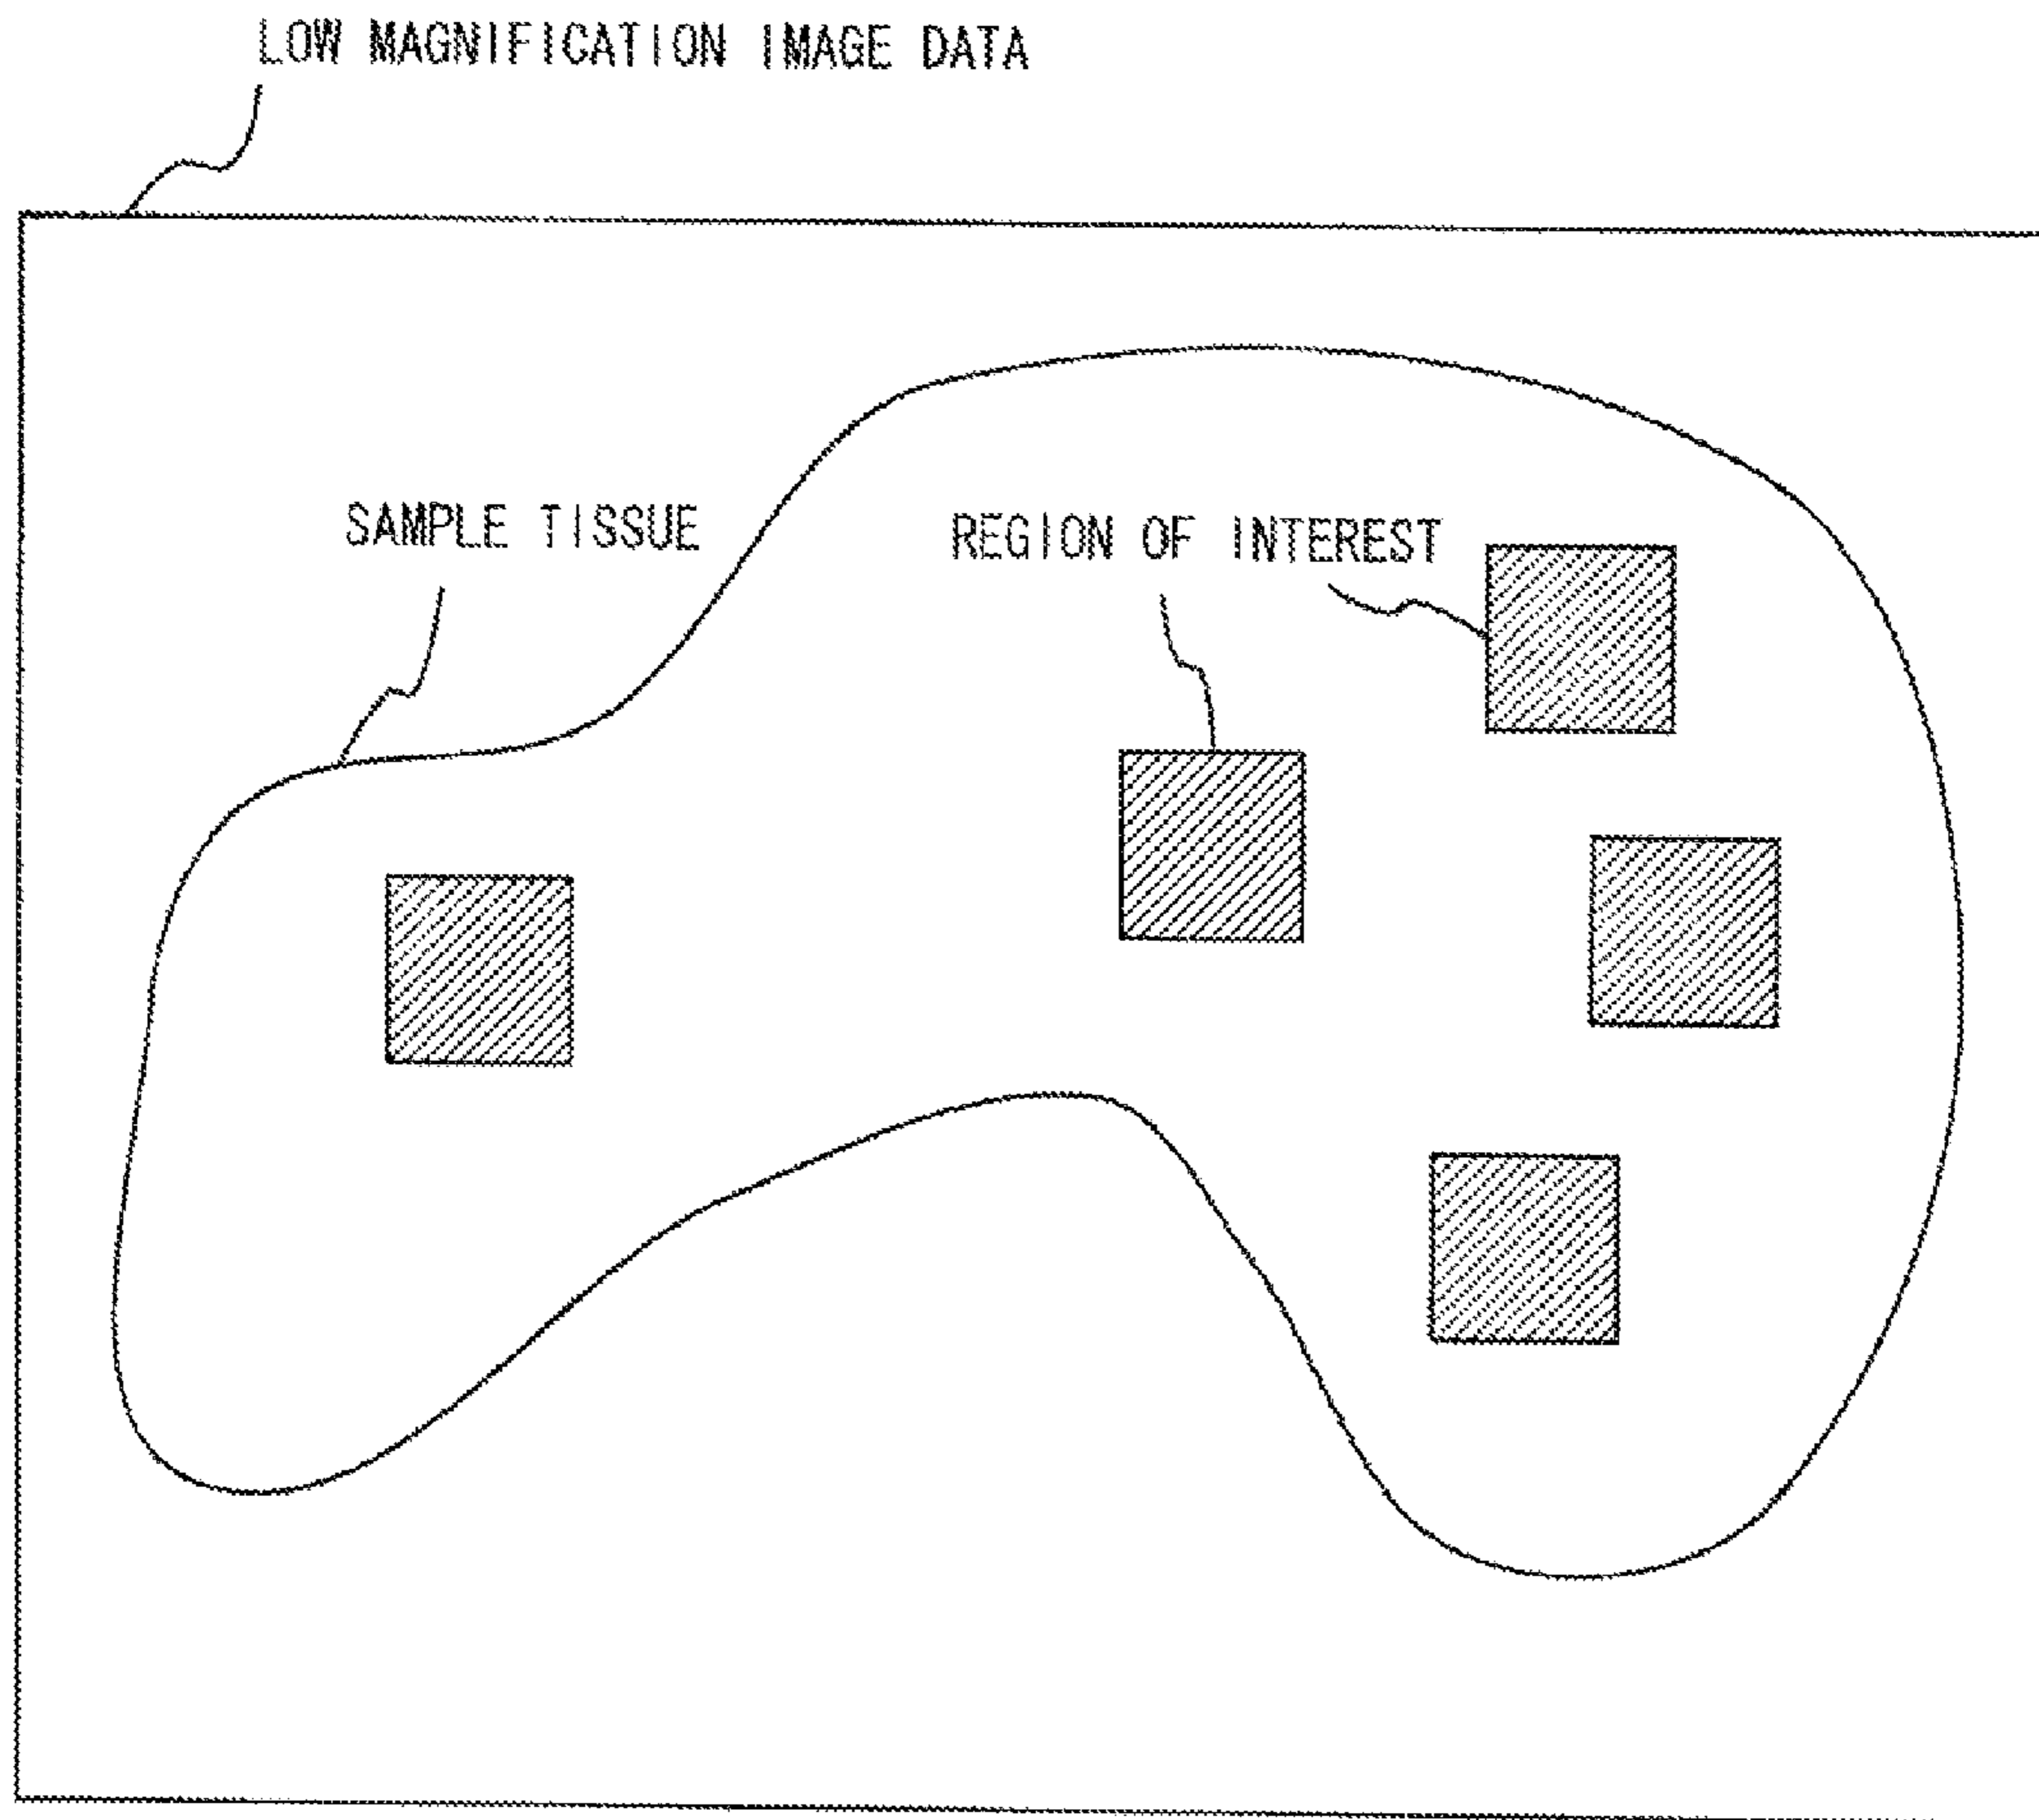 LOW MAGNIFICATION IMAGE DATA
SAMPLE TISSUE
REGION OF INTEREST